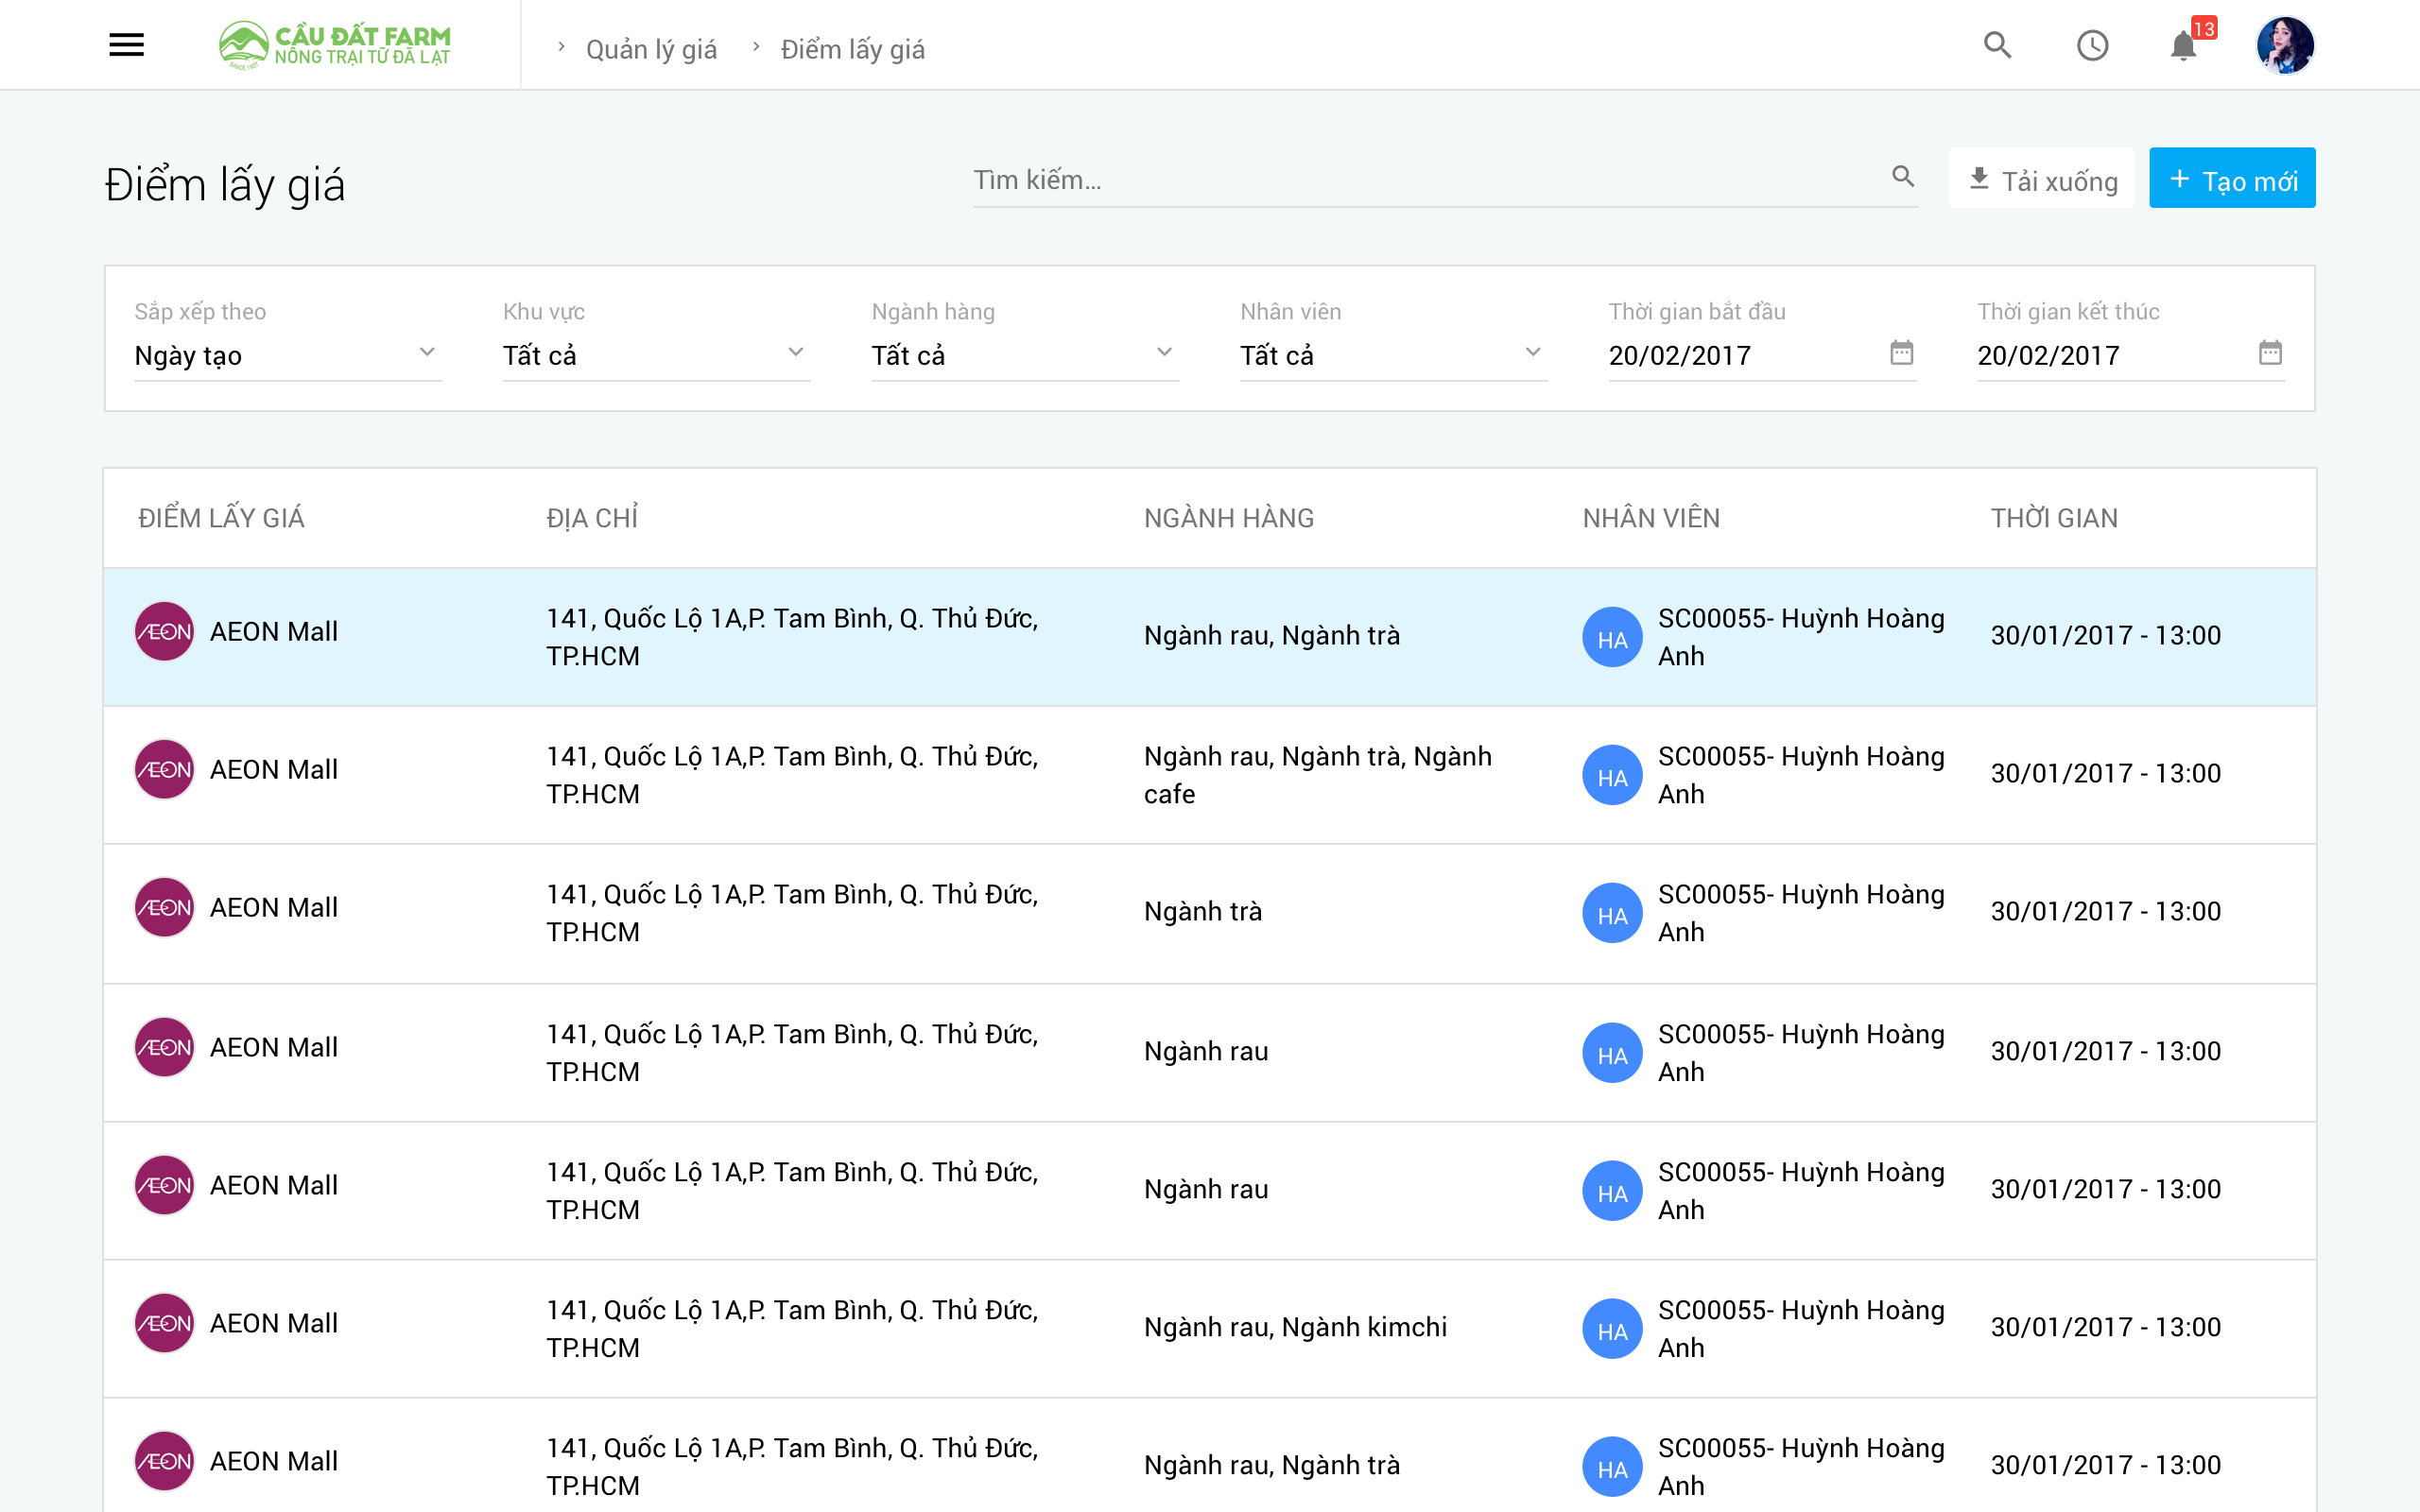 CẦU ĐẤT FARM
NÔNG TRẠI TỪ ĐÀ LẠT
SINCE 1927
Quản lý giá
Điểm lấy giá
13
Điểm lấy giá
Tìm kiếm...
Tải xuống
+ Tạo mới
Sắp xếp theo
Khu vực
Ngành hàng
Nhân viên
Thời gian bắt đầu
Thời gian kết thúc
Ngày tạo
Tất cả
Tất cả
Tất cả
20/02/2017
20/02/2017
ĐIỂM LẤY GIÁ
ĐỊA CHỈ
NGÀNH HÀNG
NHÂN VIÊN
THỜI GIAN
ÆON
AEON Mall
141, Quốc Lộ 1A,P. Tam Bình, Q. Thủ Đức,
TP.HCM
Ngành rau, Ngành trà
HA
SC00055- Huỳnh Hoàng
Anh
30/01/2017 - 13:00
ÆON
AEON Mall
141, Quốc Lộ 1A,P. Tam Bình, Q. Thủ Đức,
TP.HCM
Ngành rau, Ngành trà, Ngành
cafe
HA
SC00055- Huỳnh Hoàng
Anh
30/01/2017 - 13:00
ÆON
AEON Mall
141, Quốc Lộ 1A,P. Tam Bình, Q. Thủ Đức,
TP.HCM
Ngành trà
HA
SC00055- Huỳnh Hoàng
Anh
30/01/2017 - 13:00
ÆON
AEON Mall
141, Quốc Lộ 1A,P. Tam Bình, Q. Thủ Đức,
TP.HCM
Ngành rau
HA
SC00055- Huỳnh Hoàng
Anh
30/01/2017 - 13:00
ÆON
AEON Mall
141, Quốc Lộ 1A,P. Tam Bình, Q. Thủ Đức,
TP.HCM
Ngành rau
HA
SC00055- Huỳnh Hoàng
Anh
30/01/2017 - 13:00
ÆON
AEON Mall
141, Quốc Lộ 1A,P. Tam Bình, Q. Thủ Đức,
TP.HCM
Ngành rau, Ngành kimchi
HA
SC00055- Huỳnh Hoàng
Anh
30/01/2017 - 13:00
ÆON
AEON Mall
141, Quốc Lộ 1A,P. Tam Bình, Q. Thủ Đức,
TP.HCM
Ngành rau, Ngành trà
HA
SC00055- Huỳnh Hoàng
Anh
30/01/2017 - 13:00